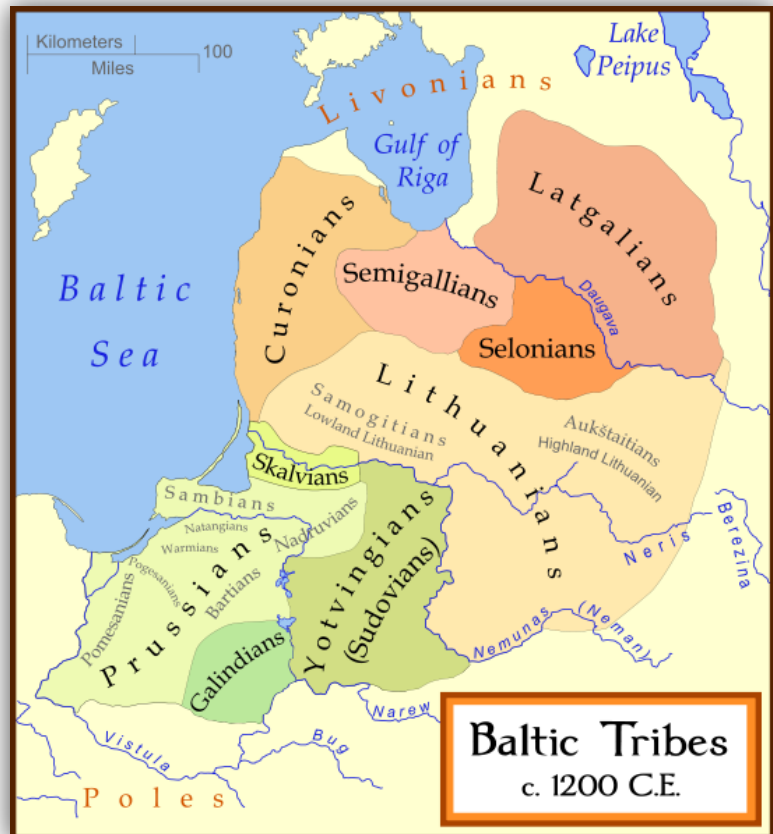 Kilometers
100
Miles
Lake
Peipus
Livonians
Gulf of
Riga
Latgalians
Curonians
Semigallians
Baltic
Sea
Daugava
Selonians
Lithuanians
Samogitians
Lowland Lithuanian
Aukštaitians
Highland Lithuanian
Skalvians
Sambians
Natangians
Nadruvians
Warmians
Pogesanians
Bartians
Pomesanians
Prussians
Yotvingians
(Sudovians)
Neris
Berezina
Galindians
Nemunas (Neman)
Narew
Bug
Vistula
Poles
Baltic Tribes
c. 1200 C.E.